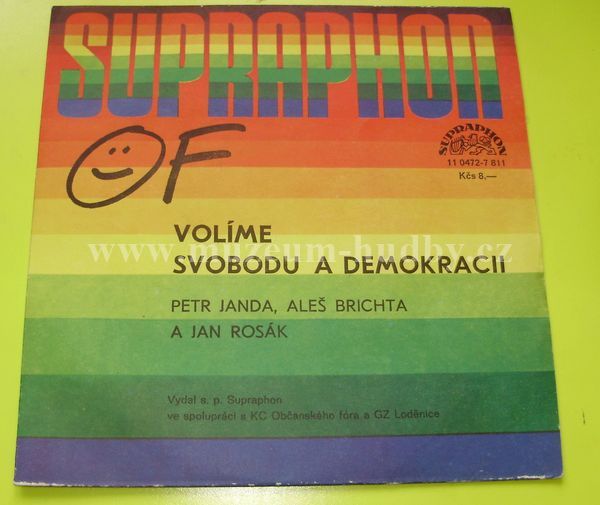 SUPRAPHON
OF
SUPRAPHON
11 0472-7 811
Kčs 8,—
VOLÍME
www.muzeum-hudby.cz
SVOBODU A DEMOKRACII
PETR JANDA, ALEŠ BRICHTA
A JAN ROSÁK
Vydal s. p. Supraphon
ve spolupráci s KC Občanského fóra a GZ Loděnice